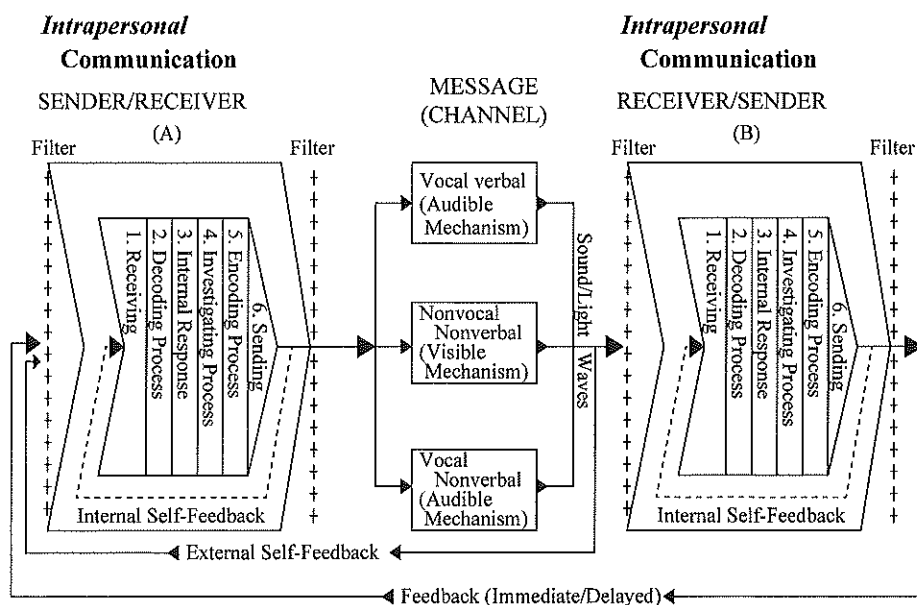 Intrapersonal
Communication
SENDER/RECEIVER
(A)
Filter
Filter
1. Receiving
2. Decoding Process
3. Internal Response
4. Investigating Process
5. Encoding Process
6. Sending
Internal Self-Feedback
MESSAGE
(CHANNEL)
Vocal verbal
(Audible
Mechanism)
Nonvocal
Nonverbal
(Visible
Mechanism)
Vocal
Nonverbal
(Audible
Mechanism)
Sound/Light Waves
Intrapersonal
Communication
RECEIVER/SENDER
(B)
Filter
Filter
1. Receiving
2. Decoding Process
3. Internal Response
4. Investigating Process
5. Encoding Process
6. Sending
Internal Self-Feedback
External Self-Feedback
Feedback (Immediate/Delayed)